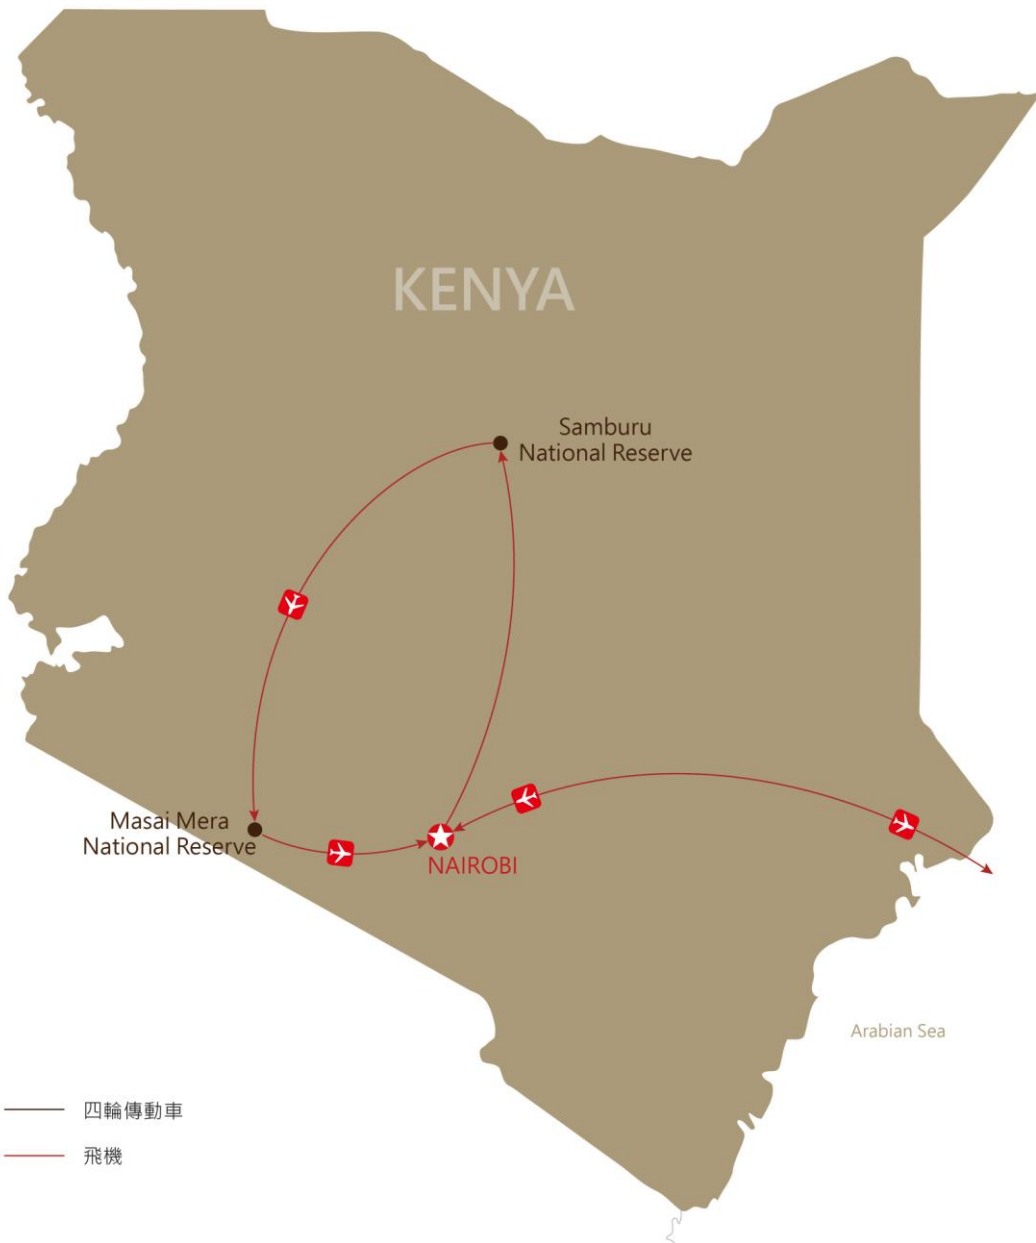 KENYA
Samburu
National Reserve
Masai Mera
National Reserve
NAIROBI
Arabian Sea
四輪傳動車
飛機